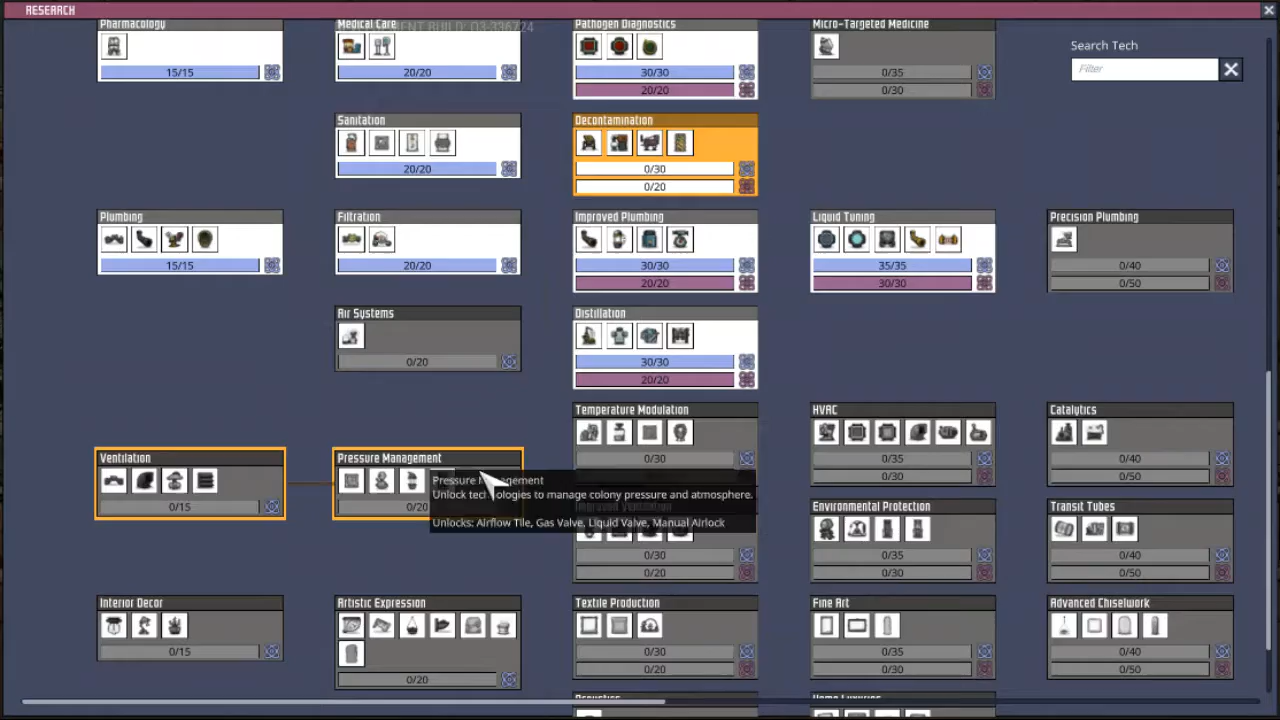 RESEARCH
Pharmacology
Medical Care
Pathogen Diagnostics
Micro-Targeted Medicine
Search Tech
Filter
15/15
20/20
30/30
20/20
0/35
0/30
Sanitation
20/20
Decontamination
0/30
0/20
Plumbing
15/15
Filtration
20/20
Improved Plumbing
30/30
20/20
Liquid Tuning
35/35
30/30
Precision Plumbing
0/40
0/50
Air Systems
0/20
Distillation
30/30
20/20
Ventilation
0/15
Pressure Management
0/20
Temperature Modulation
0/30
HVAC
0/35
0/30
Catalytics
0/40
0/50
Pressure Management
Unlock technologies to manage colony pressure and atmosphere.
Unlocks: Airflow Tile, Gas Valve, Liquid Valve, Manual Airlock
0/30
0/20
Environmental Protection
0/35
0/30
Transit Tubes
0/40
0/50
Interior Decor
0/15
Artistic Expression
0/20
Textile Production
0/30
0/20
Fine Art
0/35
0/30
Advanced Chiselwork
0/40
0/50
Acoustics
Home Luxuries